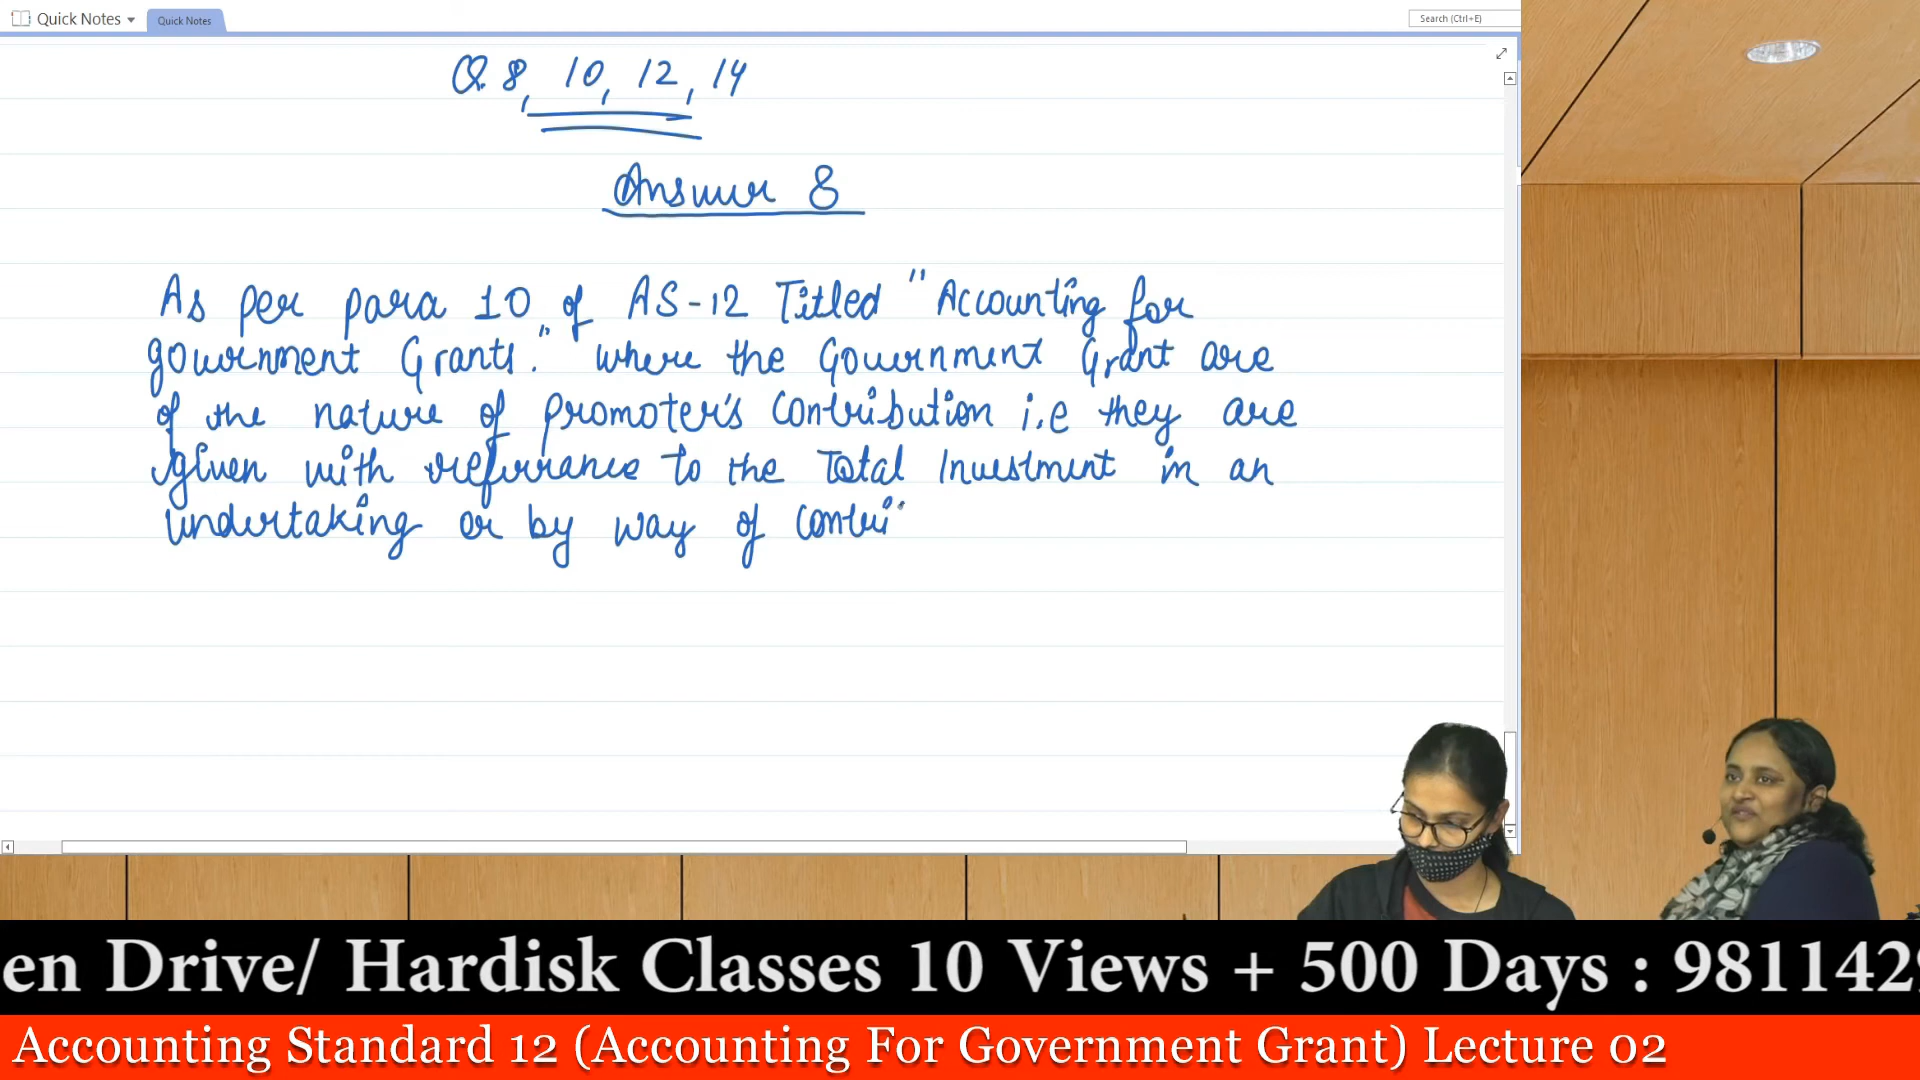 Quick Notes
Quick Notes
Search (Ctrl+E)
Q. 8, 10, 12, 14
Answer 8
As per para 10 of AS-12 Titled "Accounting for
government Grants." where the Government Grant are
of the nature of promoter's contribution i.e they are
given with referrance to the Total Investment in an
undertaking or by way of contri
en Drive/ Hardisk Classes 10 Views + 500 Days : 981142
Accounting Standard 12 (Accounting For Government Grant) Lecture 02